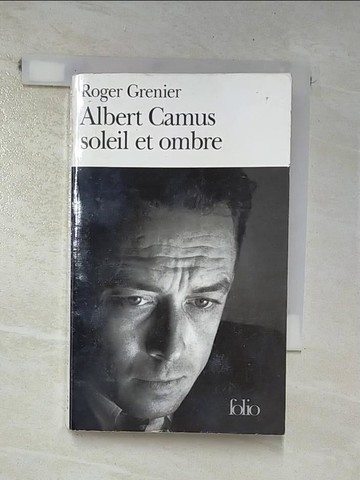 Roger Grenier
Albert Camus
soleil et ombre
folio